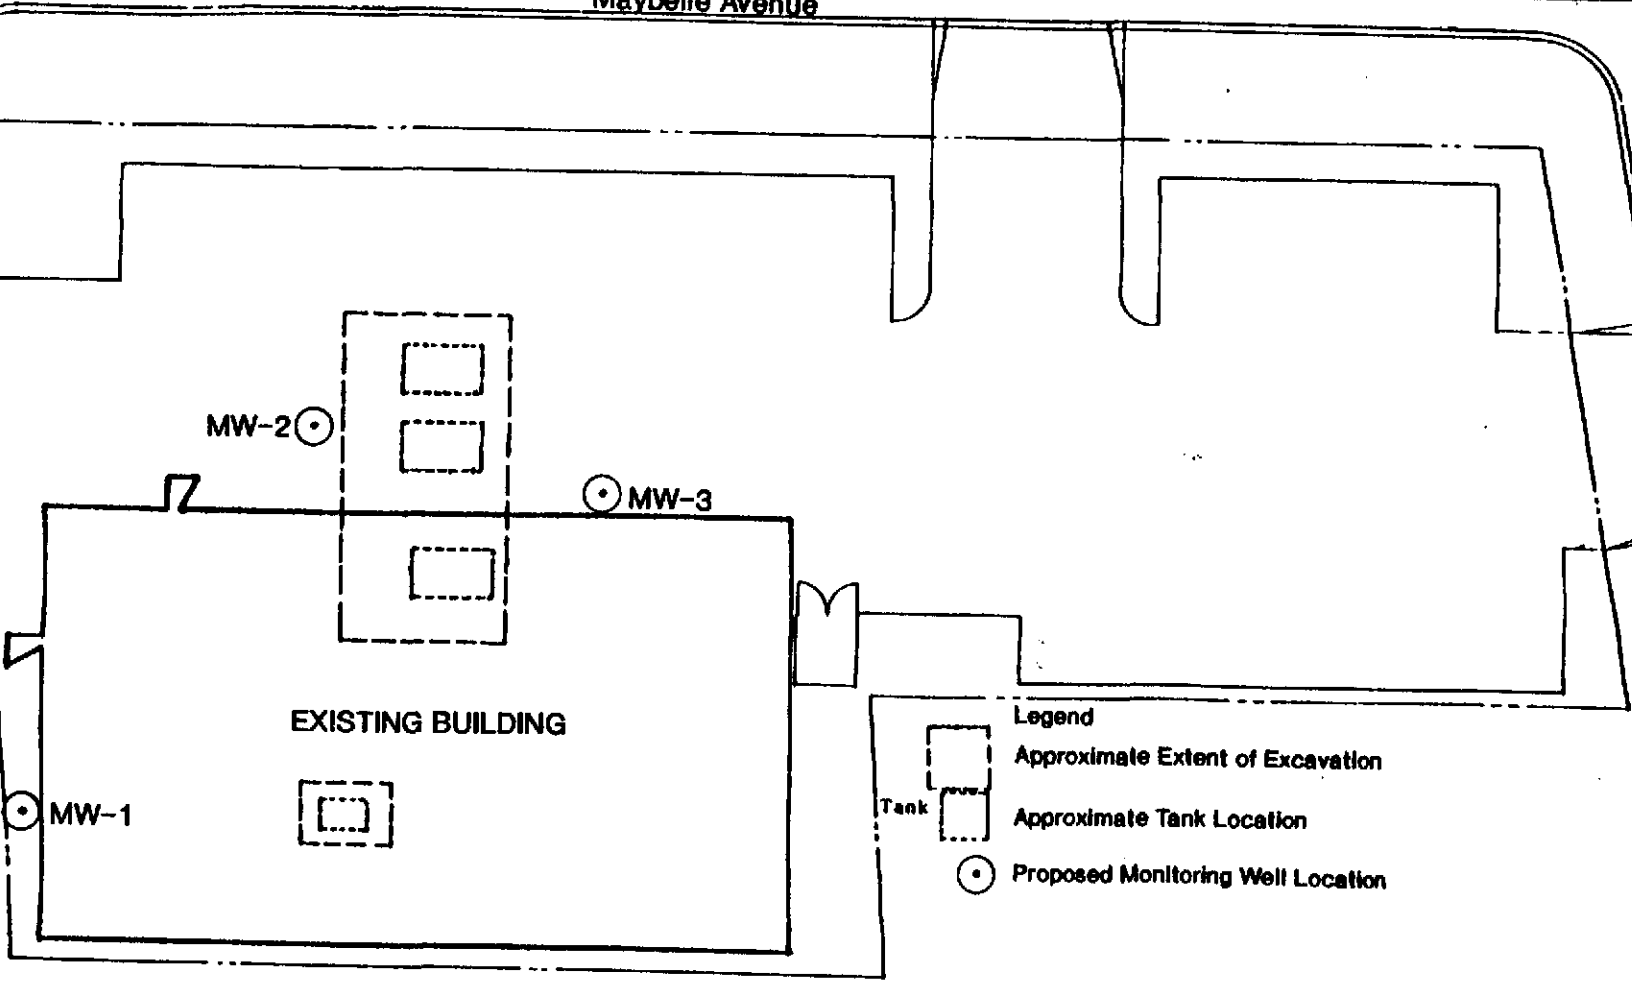 Maybelle Avenue
MW-2
MW-3
EXISTING BUILDING
MW-1
Legend
Approximate Extent of Excavation
Tank
Approximate Tank Location
Proposed Monitoring Well Location